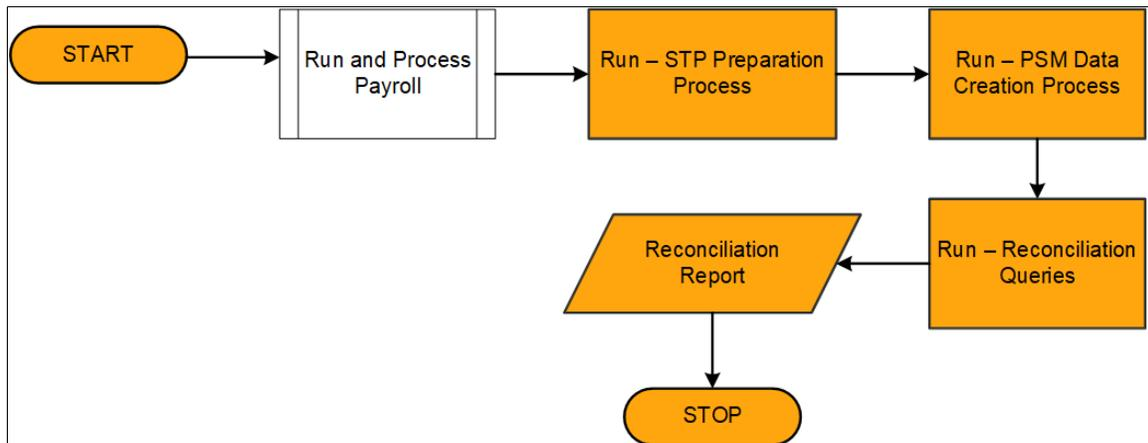 START
Run and Process
Payroll
Run – STP Preparation
Process
Run – PSM Data
Creation Process
Run – Reconciliation
Queries
Reconciliation
Report
STOP